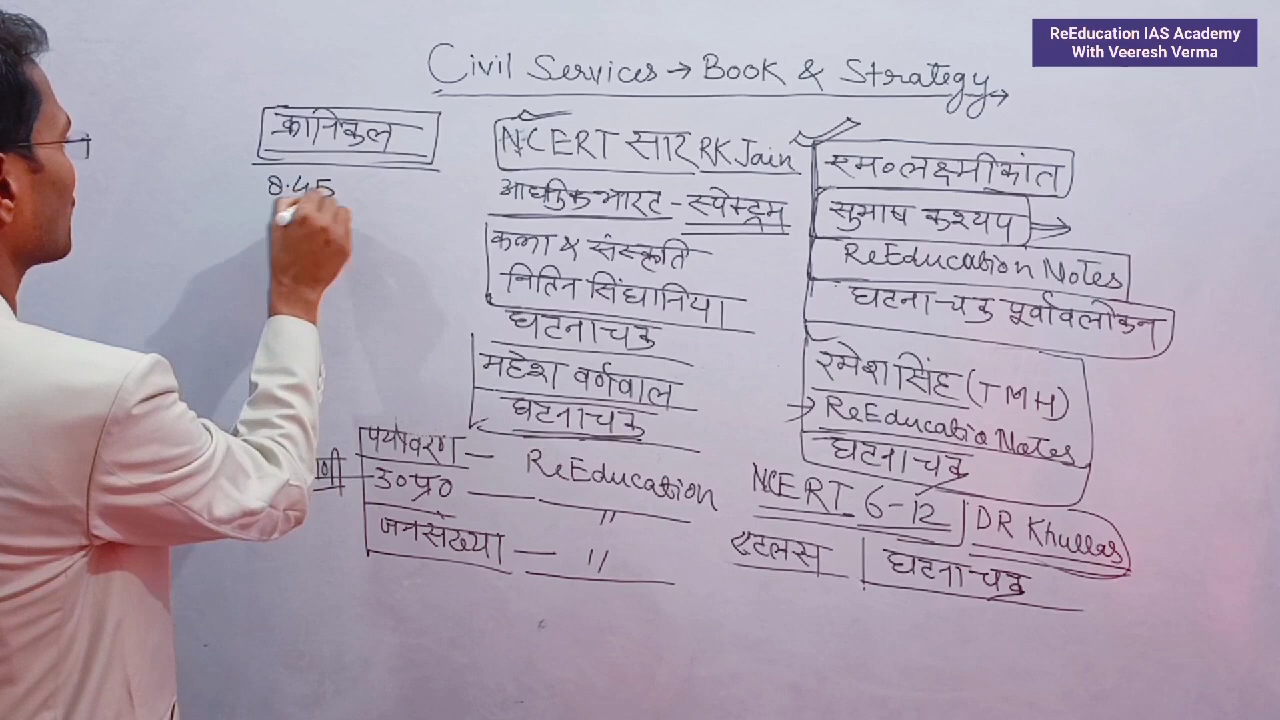 ReEducation IAS Academy
With Veeresh Verma
Civil Services → Book & Strategy
क्रानिकल
8.45
NCERT सार RK Jain
आधुनिक भारत - स्पेक्ट्रम
कला & संस्कृति
नितिन सिंघानिया
घटनाचक्र
महेश वर्णवाल
घटनाचक्र
पर्यावरण — ReEducation
उ०प्र० — "
जनसंख्या — "
एम० लक्ष्मीकांत
सुभाष कश्यप →
ReEducation Notes
घटनाचक्र पूर्वावलोकन
रमेश सिंह (TMH)
ReEducation Notes
घटनाचक्र
NCERT 6-12 DR Khullar
एटलस घटनाचक्र